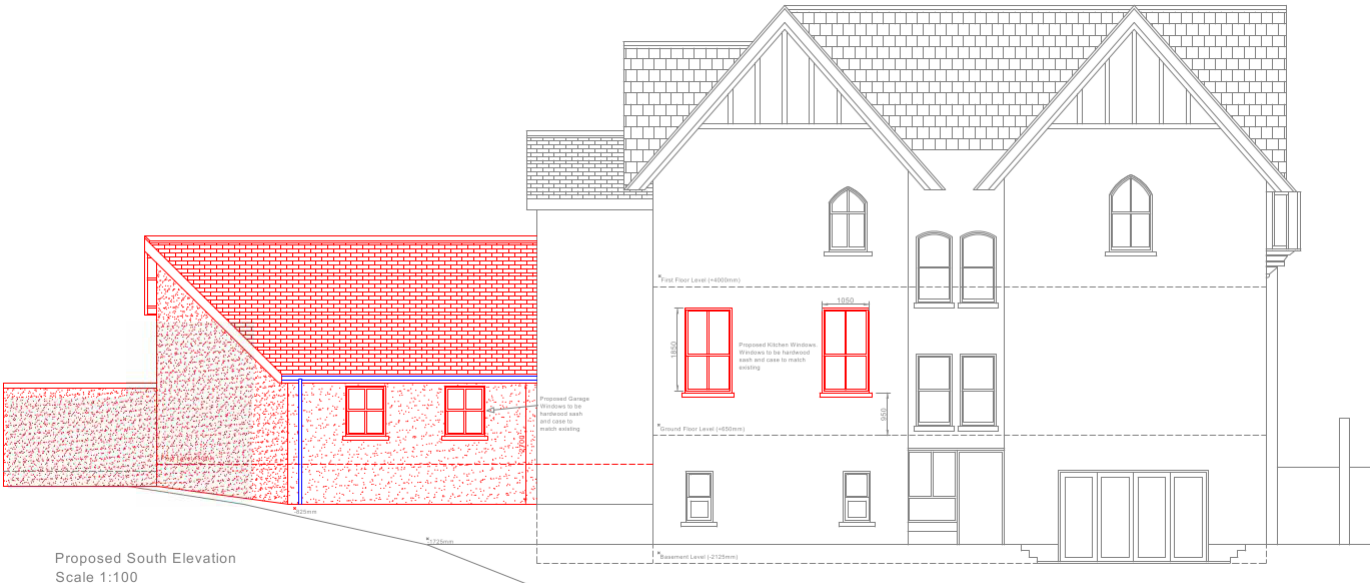 First Floor Level (+4000mm)
1050
1850
Proposed Kitchen Windows.
Windows to be hardwood
sash and case to match
existing
950
Proposed Garage
Windows to be
hardwood sash
and case to
match existing
Ground Floor Level (+650mm)
-825mm
-1725mm
Basement Level (-2125mm)
Proposed South Elevation
Scale 1:100